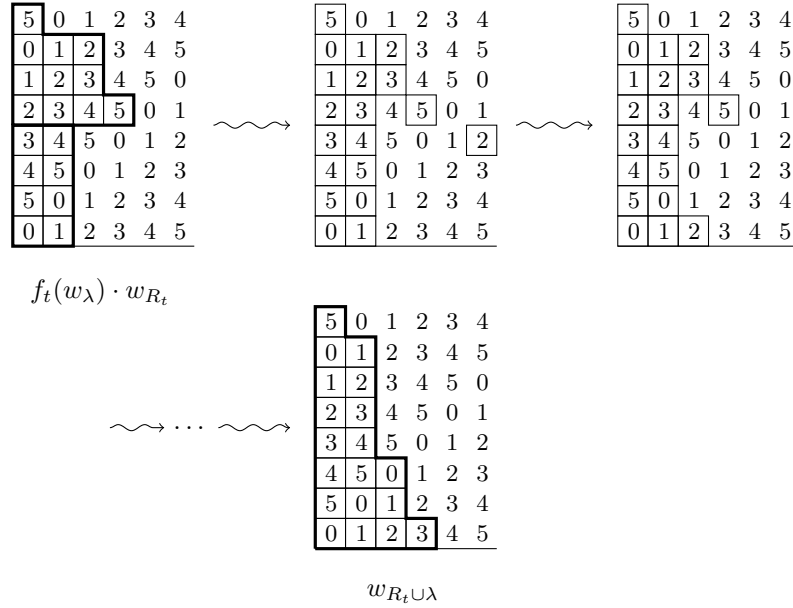 5 0 1 2 3 4 5 0 1 2 3 4 5 0 1 2 3 4
0 1 2 3 4 5 0 1 2 3 4 5 0 1 2 3 4 5
1 2 3 4 5 0 1 2 3 4 5 0 1 2 3 4 5 0
2 3 4 5 0 1 2 3 4 5 0 1 2 3 4 5 0 1
3 4 5 0 1 2 3 4 5 0 1 2 3 4 5 0 1 2
4 5 0 1 2 3 4 5 0 1 2 3 4 5 0 1 2 3
5 0 1 2 3 4 5 0 1 2 3 4 5 0 1 2 3 4
0 1 2 3 4 5 0 1 2 3 4 5 0 1 2 3 4 5
f_t(w_λ) · w_{R_t}
5 0 1 2 3 4
0 1 2 3 4 5
1 2 3 4 5 0
2 3 4 5 0 1
··· 3 4 5 0 1 2
4 5 0 1 2 3
5 0 1 2 3 4
0 1 2 3 4 5
w_{R_t∪λ}